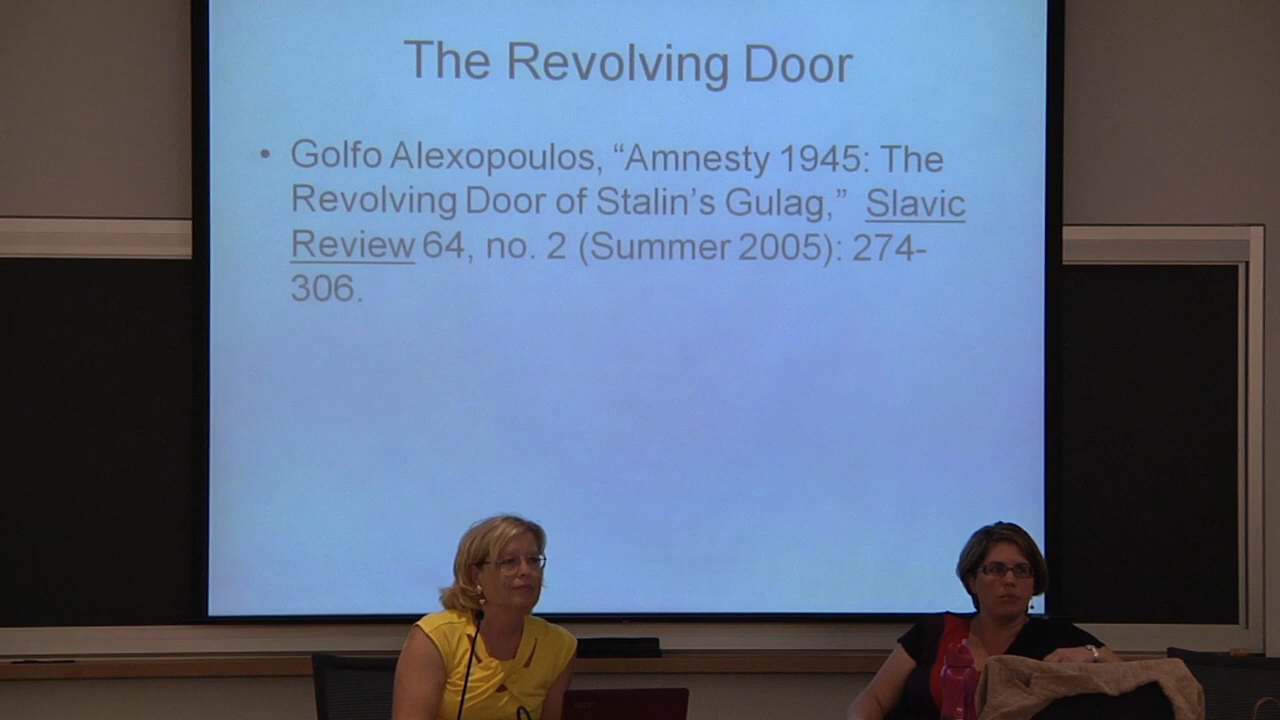 The Revolving Door
• Golfo Alexopoulos, “Amnesty 1945: The
Revolving Door of Stalin’s Gulag,” Slavic
Review 64, no. 2 (Summer 2005): 274-
306.